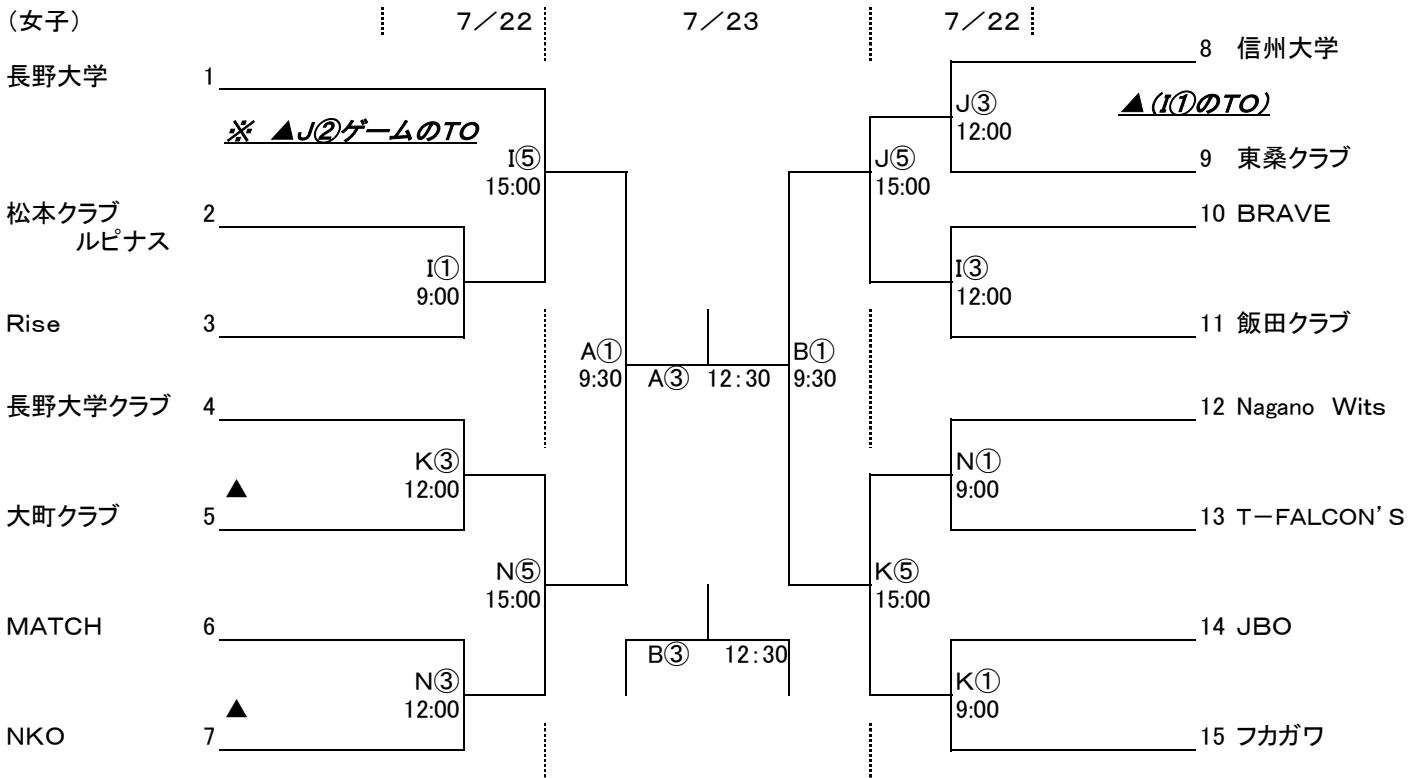 （女子）　7／22　7／23　7／22
8　信州大学
長野大学　1
J③　▲(I①のTO)
※　▲J②ゲームのTO
12:00
I⑤　J⑤　9　東桑クラブ
15:00　15:00
松本クラブ　2　10　BRAVE
ルピナス
I①　I③
9:00　12:00
Rise　3　11　飯田クラブ
A①　B①
9:30　A③　12:30　9:30
長野大学クラブ　4　12　Nagano　Wits
K③　N①
▲　12:00　9:00
大町クラブ　5　13　T－FALCON'S
N⑤　K⑤
15:00　15:00
MATCH　6　14　JBO
B③　12:30
N③　K①
▲　12:00　9:00
NKO　7　15　フカガワ